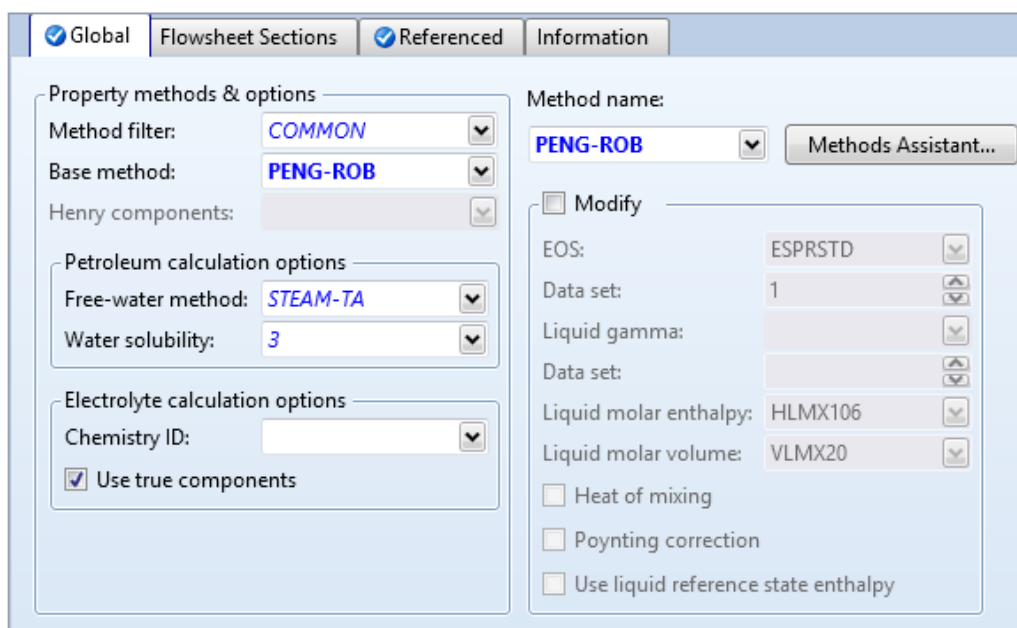 Global Flowsheet Sections Referenced Information
Property methods & options
Method filter: COMMON
Base method: PENG-ROB
Henry components:
Petroleum calculation options
Free-water method: STEAM-TA
Water solubility: 3
Electrolyte calculation options
Chemistry ID:
Use true components
Method name:
PENG-ROB Methods Assistant...
Modify
EOS: ESPRSTD
Data set: 1
Liquid gamma:
Data set:
Liquid molar enthalpy: HLMX106
Liquid molar volume: VLMX20
Heat of mixing
Poynting correction
Use liquid reference state enthalpy